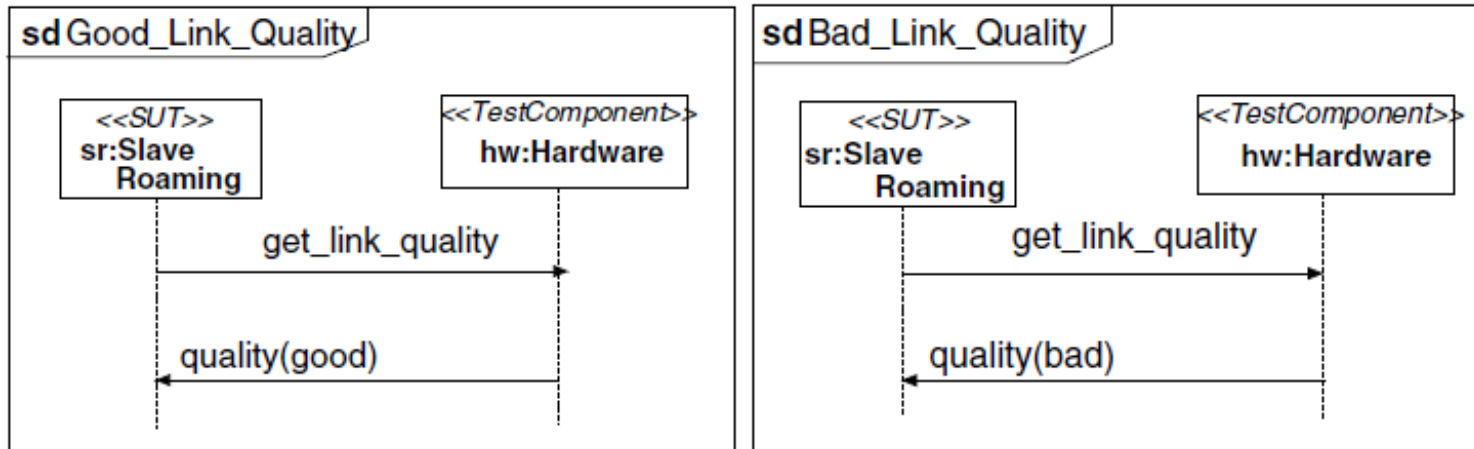 sd Good_Link_Quality
<<SUT>>
sr:Slave
Roaming
<<TestComponent>>
hw:Hardware
get_link_quality
quality(good)
sd Bad_Link_Quality
<<SUT>>
sr:Slave
Roaming
<<TestComponent>>
hw:Hardware
get_link_quality
quality(bad)